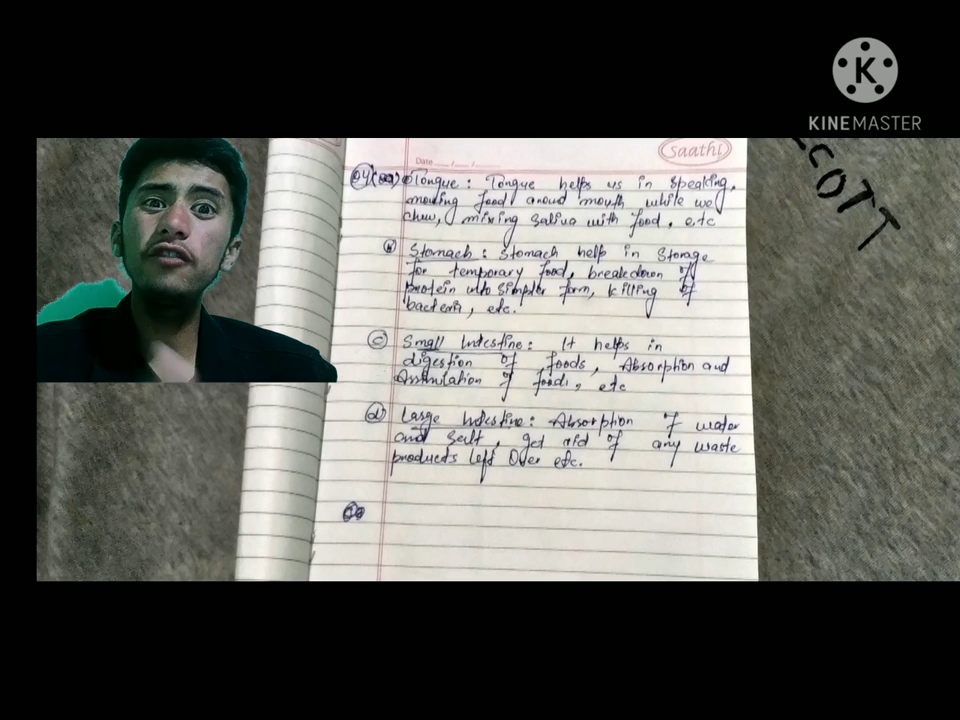 KINEMASTER
saathi
Date
COTT
Q4 (a) Tongue : Tongue helps us in speaking,
mouth while we
chew, mixing saliva with food, etc
Stomach : Stomach help in storage
for temporary food, breakdown of
protein into simpler form, killing of
bacteria, etc.
(c) Small Intestine : It helps in
digestion of foods, Absorption and
Assimilation of foods, etc
(d) Large Intestine : Absorption of water
and salt, get rid of any waste
products left over etc.